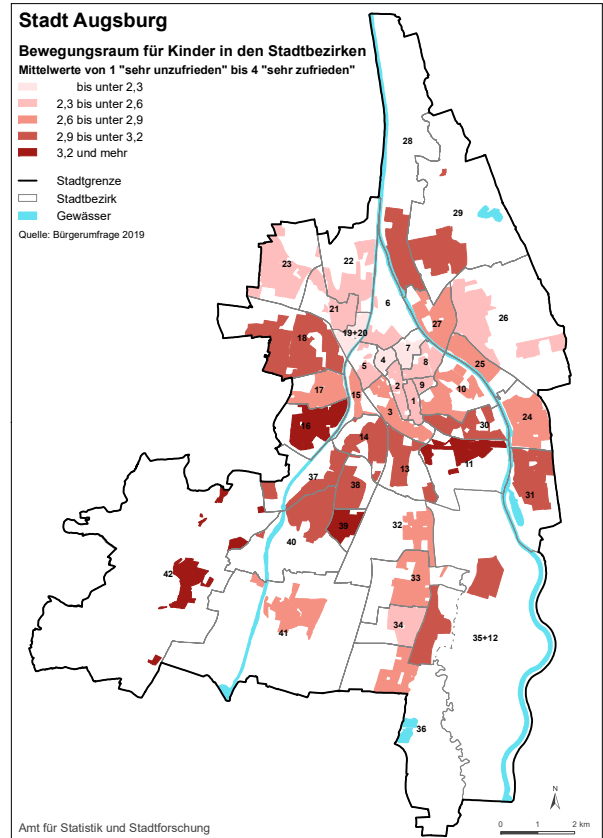 Stadt Augsburg
Bewegungsraum für Kinder in den Stadtbezirken
Mittelwerte von 1 "sehr unzufrieden" bis 4 "sehr zufrieden"
bis unter 2,3
2,3 bis unter 2,6
2,6 bis unter 2,9
2,9 bis unter 3,2
3,2 und mehr
Stadtgrenze
Stadtbezirk
Gewässer
Quelle: Bürgerumfrage 2019
28
29
22
23
21
6
26
27
19+20
18
7
4
8
5
25
17
2
9
10
15
1
3
24
16
30
14
11
13
37
38
31
39
32
40
42
33
34
41
35+12
36
N
0 1 2 km
Amt für Statistik und Stadtforschung